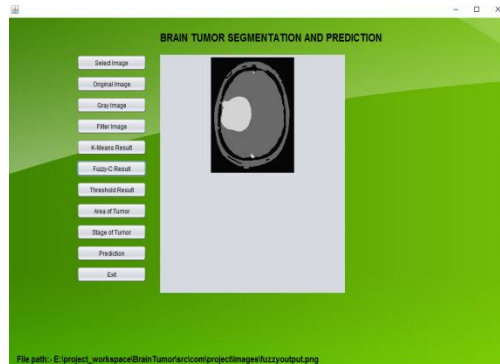 BRAIN TUMOR SEGMENTATION AND PREDICTION
Select Image
Original Image
Gray Image
Filter Image
K-Means Result
Fuzzy-C Result
Threshold Result
Area of Tumor
Stage of Tumor
Prediction
Exit
File path:- E:\project_workspace\BrainTumor\src\com\project\images\fuzzyoutput.png